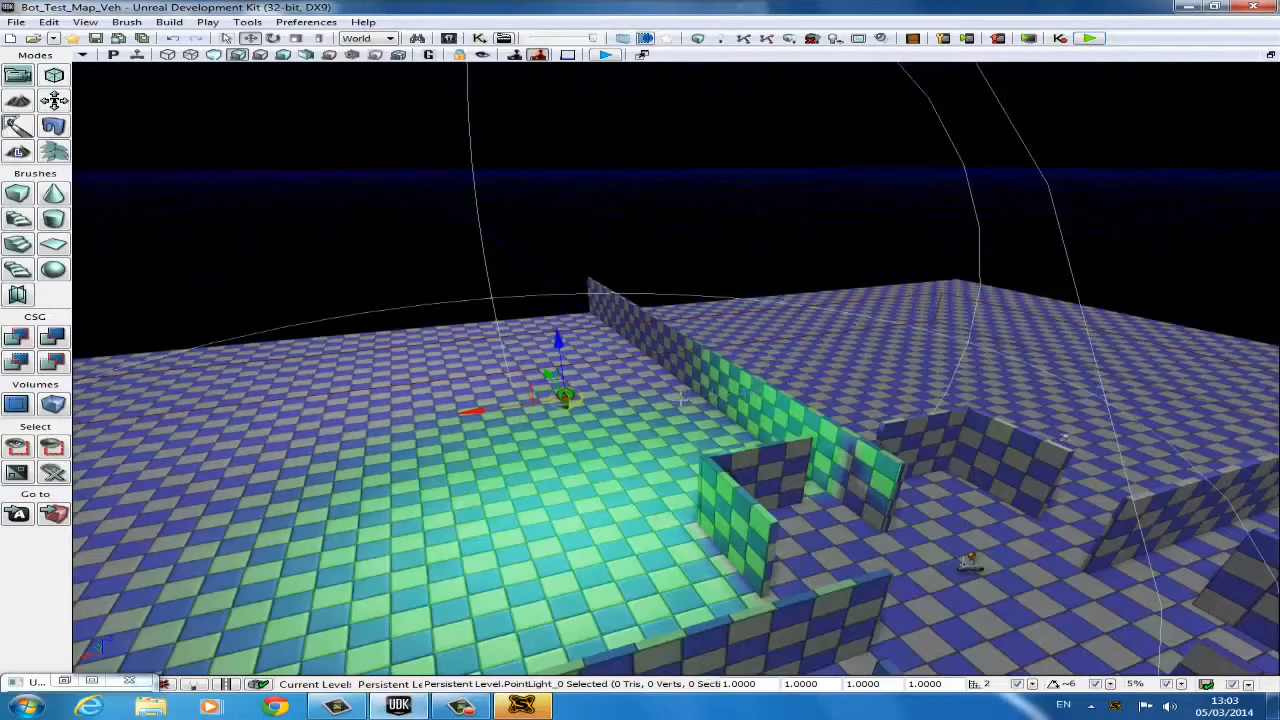 Bot_Test_Map_Veh - Unreal Development Kit (32-bit, DX9)
File Edit View Brush Build Play Tools Preferences Help
World
Modes
P G
Brushes
CSG
Volumes
Select
Go to
U... Current Level: Persistent Le Persistent Level.PointLight_0 Selected (0 Tris, 0 Verts, 0 Secti 1.0000 1.0000 1.0000 1.0000 2 ~6 5%
UDK
EN
13:03
05/03/2014